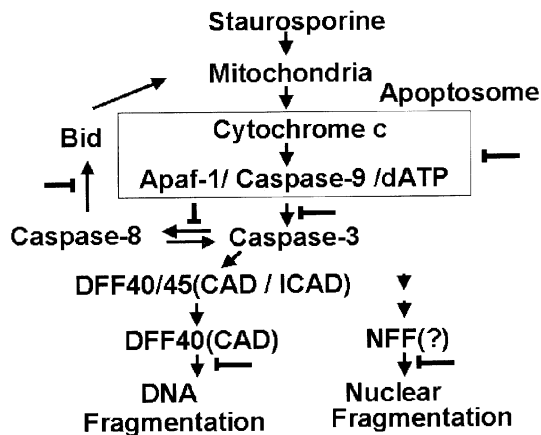 Staurosporine
Mitochondria
Apoptosome
Cytochrome c
Bid
Apaf-1/ Caspase-9 /dATP
Caspase-8
Caspase-3
DFF40/45(CAD / ICAD)
DFF40(CAD)
NFF(?)
DNA
Fragmentation
Nuclear
Fragmentation